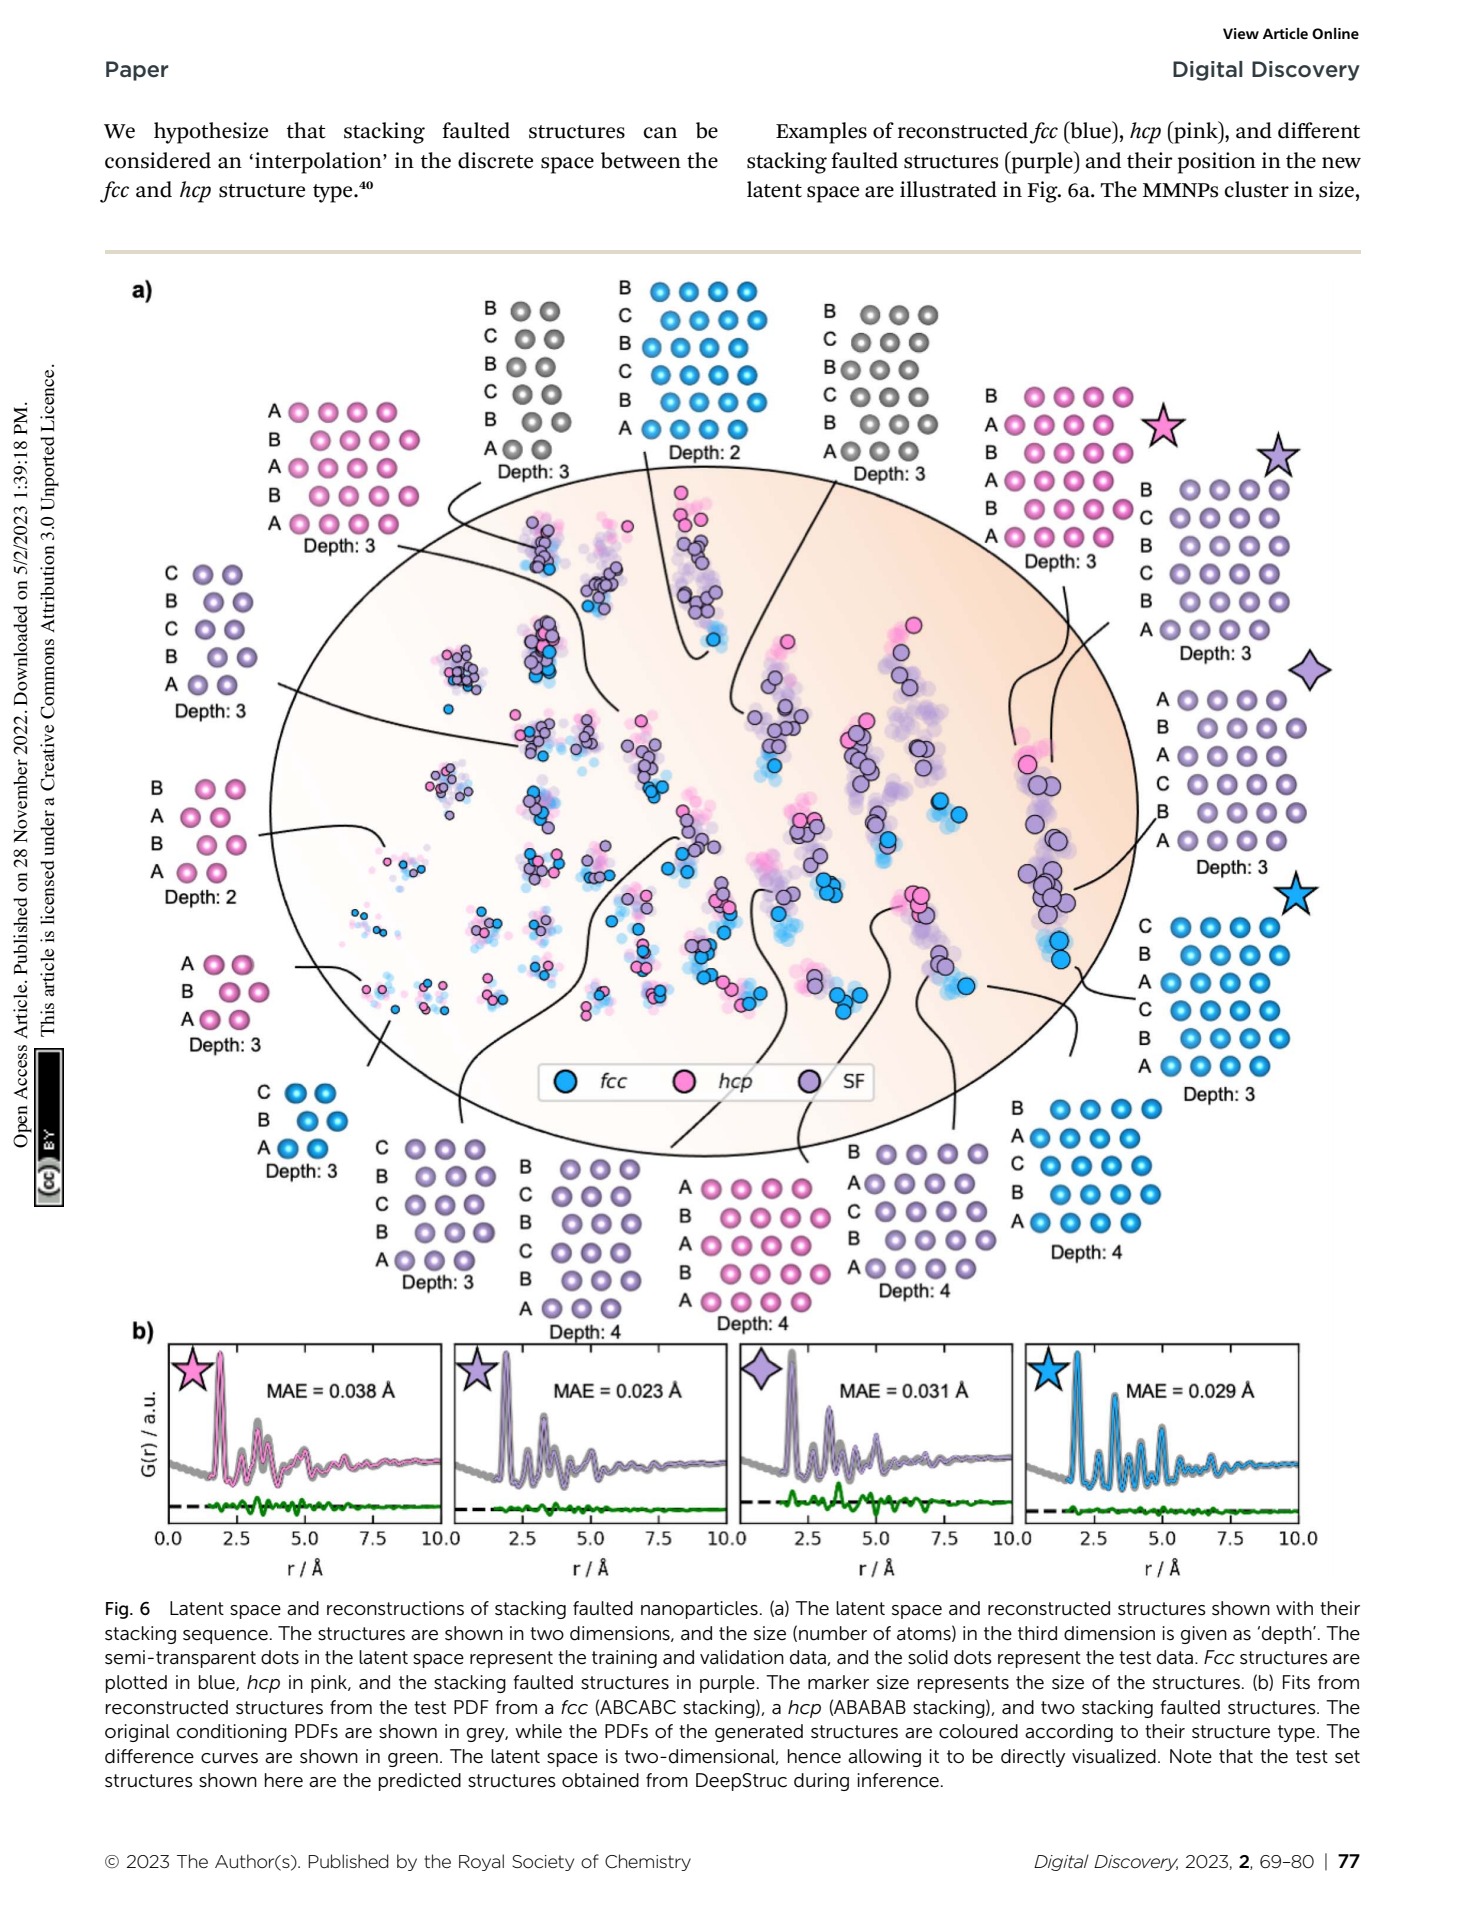 View Article Online
Paper
Digital Discovery
We hypothesize that stacking faulted structures can be
considered an ‘interpolation’ in the discrete space between the
fcc and hcp structure type.40
Examples of reconstructed fcc (blue), hcp (pink), and different
stacking faulted structures (purple) and their position in the new
latent space are illustrated in Fig. 6a. The MMNPs cluster in size,
Open Access Article. Published on 28 November 2022. Downloaded on 5/2/2023 1:39:18 PM.
This article is licensed under a Creative Commons Attribution 3.0 Unported Licence.
(cc) BY
a)
B
C
B
C
B
A
Depth: 3
B
C
B
C
B
A
Depth: 2
B
C
B
C
B
A
Depth: 3
A
B
A
B
A
Depth: 3
B
A
B
A
B
A
Depth: 3
B
C
B
C
B
A
Depth: 3
C
B
C
B
A
Depth: 3
A
B
A
C
B
A
Depth: 3
B
A
B
A
Depth: 2
C
B
A
C
B
A
Depth: 3
A
B
A
Depth: 3
fcc hcp SF
C
B
A
Depth: 3
C
B
C
B
A
Depth: 3
B
C
B
C
B
A
Depth: 4
A
B
A
B
A
Depth: 4
B
A
C
B
A
Depth: 4
B
A
C
B
A
Depth: 4
b)
G(r) / a.u.
MAE = 0.038 Å
MAE = 0.023 Å
MAE = 0.031 Å
MAE = 0.029 Å
0.0 2.5 5.0 7.5 10.0 2.5 5.0 7.5 10.0 2.5 5.0 7.5 10.0 2.5 5.0 7.5 10.0
r / Å r / Å r / Å r / Å
Fig. 6 Latent space and reconstructions of stacking faulted nanoparticles. (a) The latent space and reconstructed structures shown with their
stacking sequence. The structures are shown in two dimensions, and the size (number of atoms) in the third dimension is given as ‘depth’. The
semi-transparent dots in the latent space represent the training and validation data, and the solid dots represent the test data. Fcc structures are
plotted in blue, hcp in pink, and the stacking faulted structures in purple. The marker size represents the size of the structures. (b) Fits from
reconstructed structures from the test PDF from a fcc (ABCABC stacking), a hcp (ABABAB stacking), and two stacking faulted structures. The
original conditioning PDFs are shown in grey, while the PDFs of the generated structures are coloured according to their structure type. The
difference curves are shown in green. The latent space is two-dimensional, hence allowing it to be directly visualized. Note that the test set
structures shown here are the predicted structures obtained from DeepStruc during inference.
© 2023 The Author(s). Published by the Royal Society of Chemistry
Digital Discovery, 2023, 2, 69–80 | 77